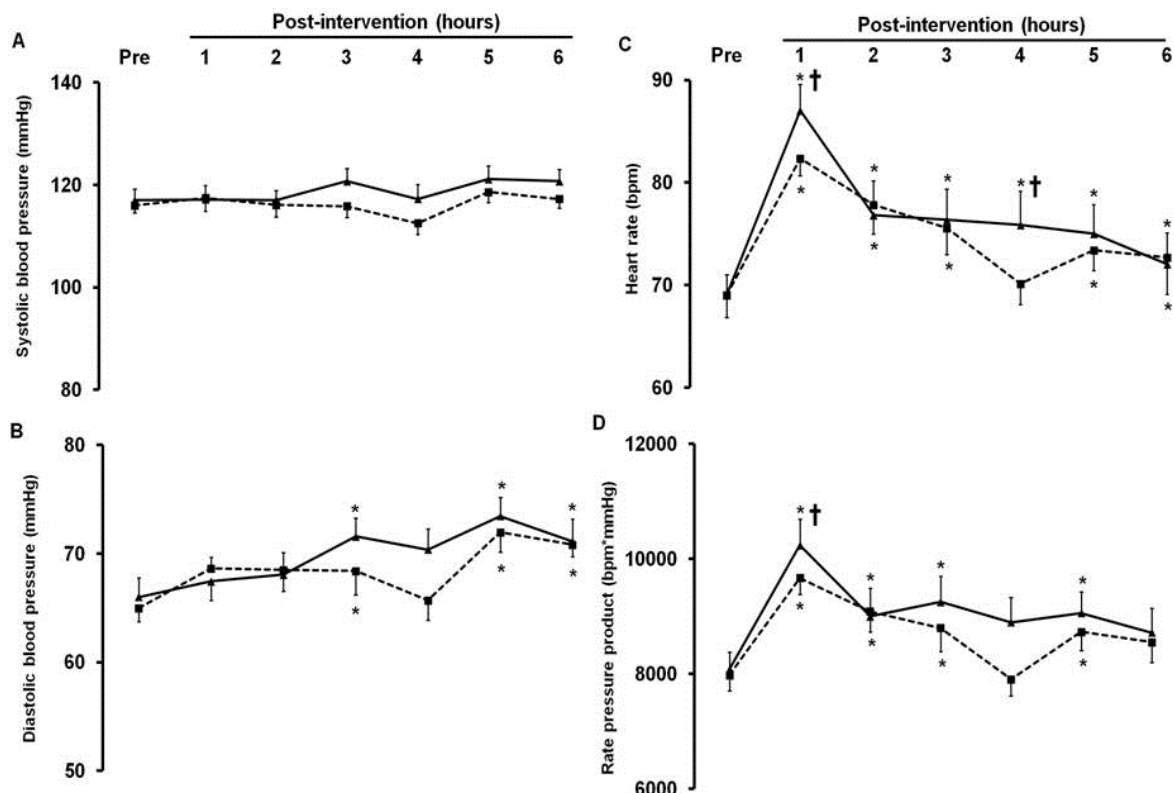 Post-intervention (hours)
A
Pre 1 2 3 4 5 6
Systolic blood pressure (mmHg)
140
120
100
80
B
Diastolic blood pressure (mmHg)
80
70
60
50
* * *
* * *
Post-intervention (hours)
C
Pre 1 2 3 4 5 6
Heart rate (bpm)
90
80
70
60
*† * * *† * *
* * * * *
D
Rate pressure product (bpm*mmHg)
12000
10000
8000
6000
*† * * *
* * * *